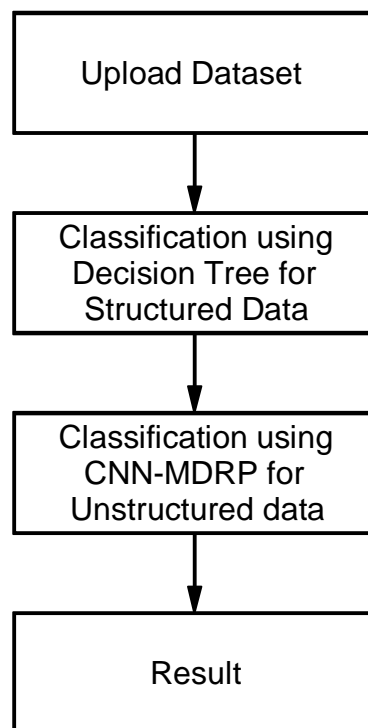 Upload Dataset
Classification using
Decision Tree for
Structured Data
Classification using
CNN-MDRP for
Unstructured data
Result